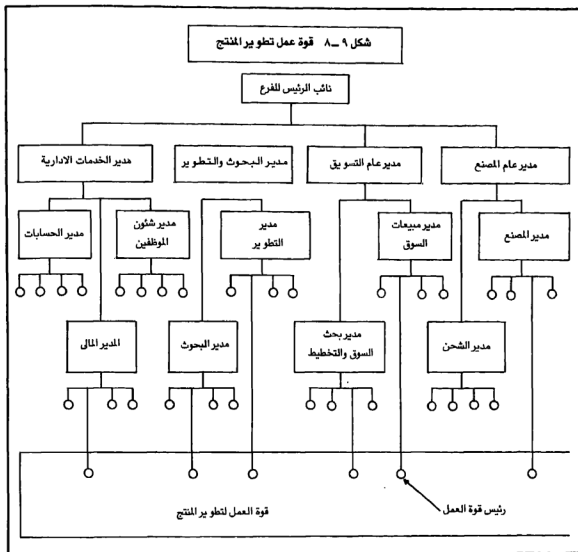 شكل ٩ – ٨ قوة عمل تطوير المنتج
نائب الرئيس للفرع
مدير عام المصنع
مدير عام التسويق
مدير البحوث والتطوير
مدير الخدمات الادارية
مدير المصنع
مدير مبيعات
السوق
مدير
التطوير
مدير شئون
الموظفين
مدير الحسابات
مدير الشحن
مدير بحث
السوق والتخطيط
مدير البحوث
المدير المالى
رئيس قوة العمل
قوة العمل لتطوير المنتج